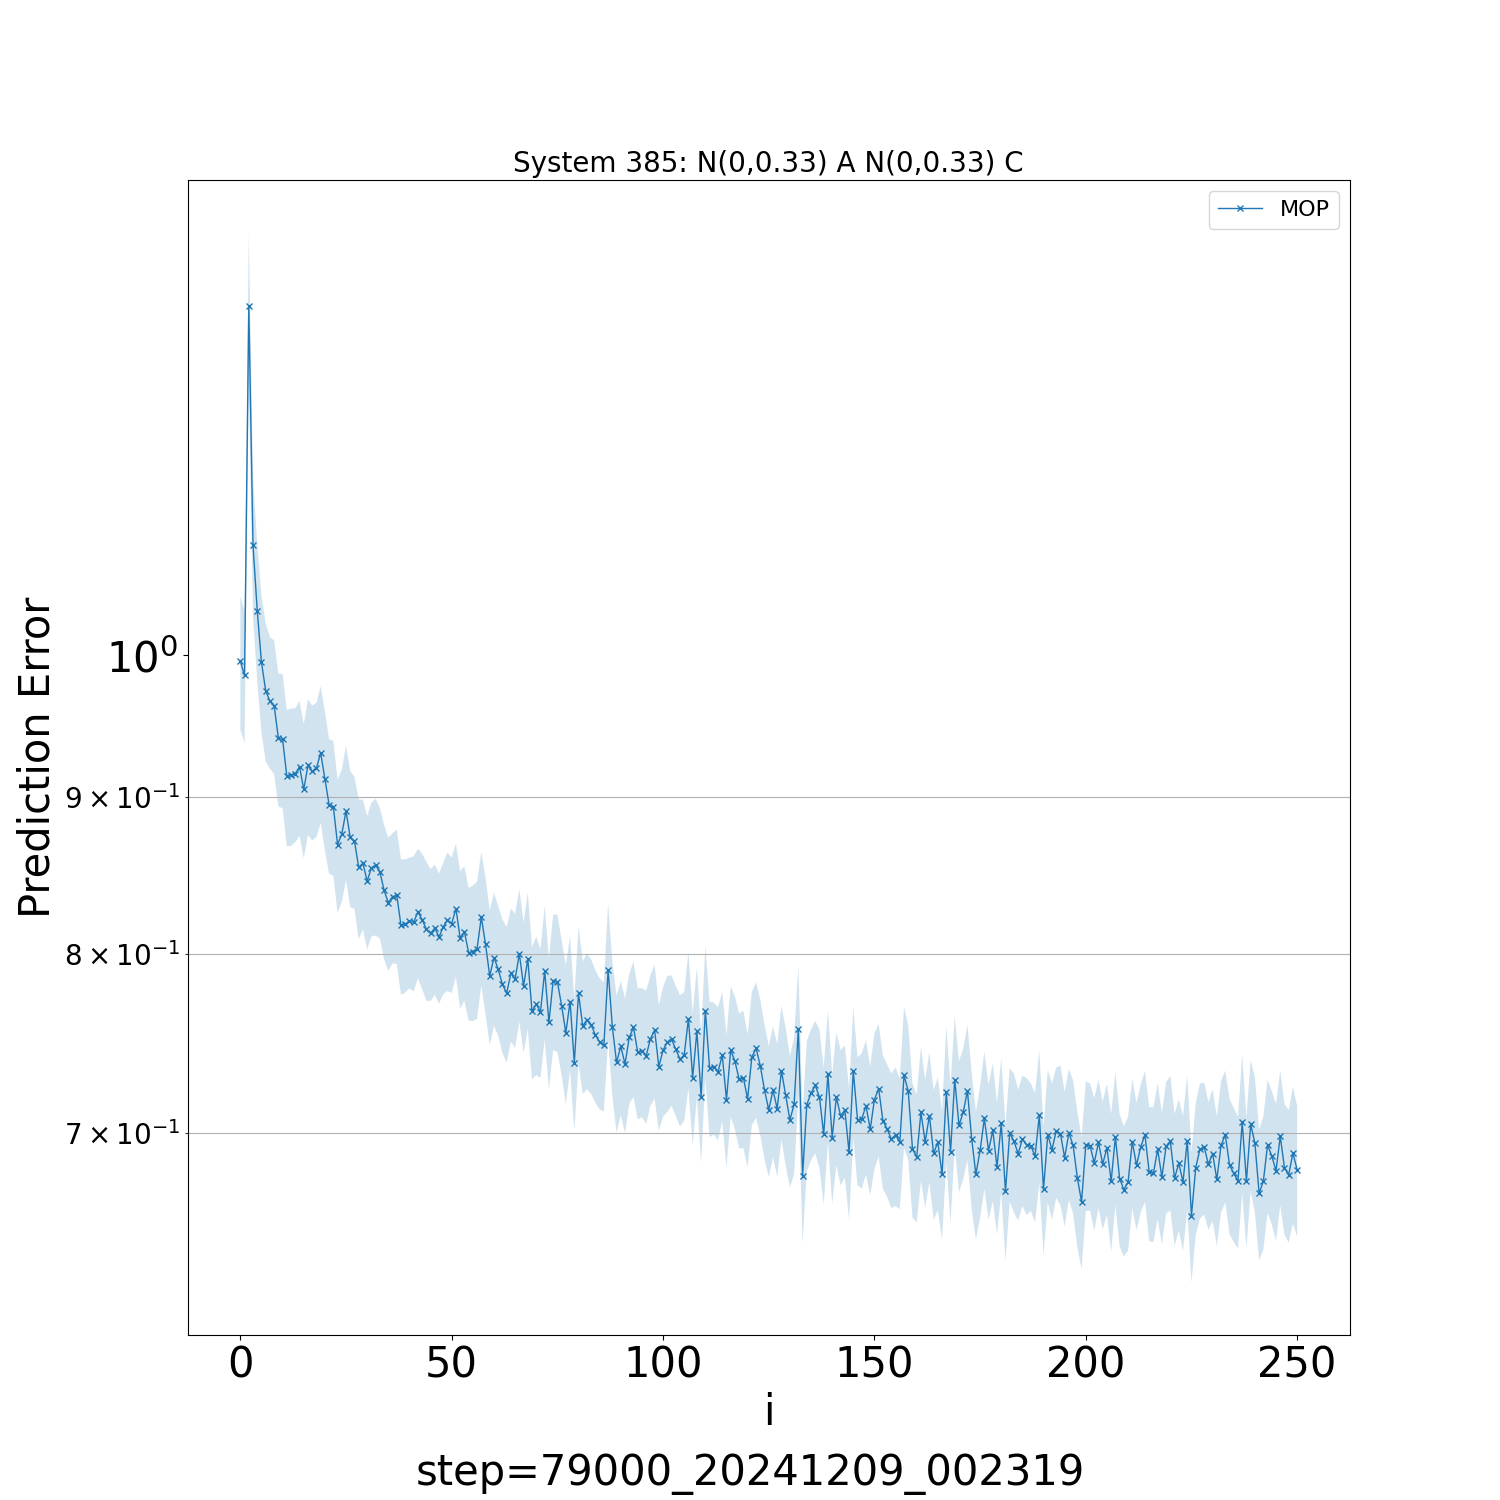 System 385: N(0,0.33) A N(0,0.33) C
MOP
Prediction Error
10⁰
9 × 10⁻¹
8 × 10⁻¹
7 × 10⁻¹
0 50 100 150 200 250
i
step=79000_20241209_002319